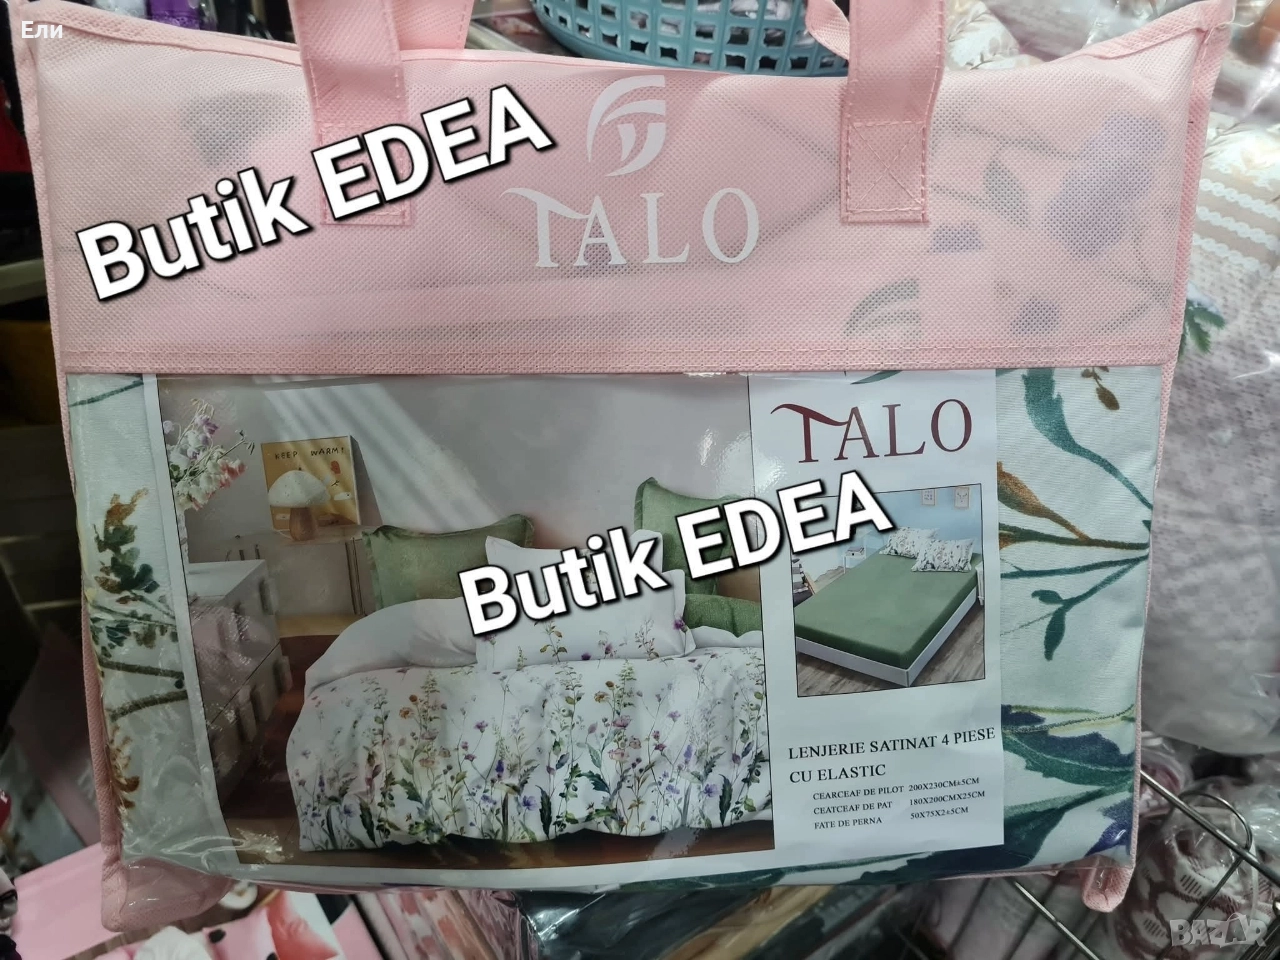 Ели
Butik EDEA
TALO
TALO
KEEP WARM!
Butik EDEA
LENJERIE SATINAT 4 PIESE
CU ELASTIC
CEARCEAF DE PILOT 200X230CM±5CM
CEATCEAF DE PAT 180X200CMX25CM
FATE DE PERNA 50X75X2±5CM
BAZAR